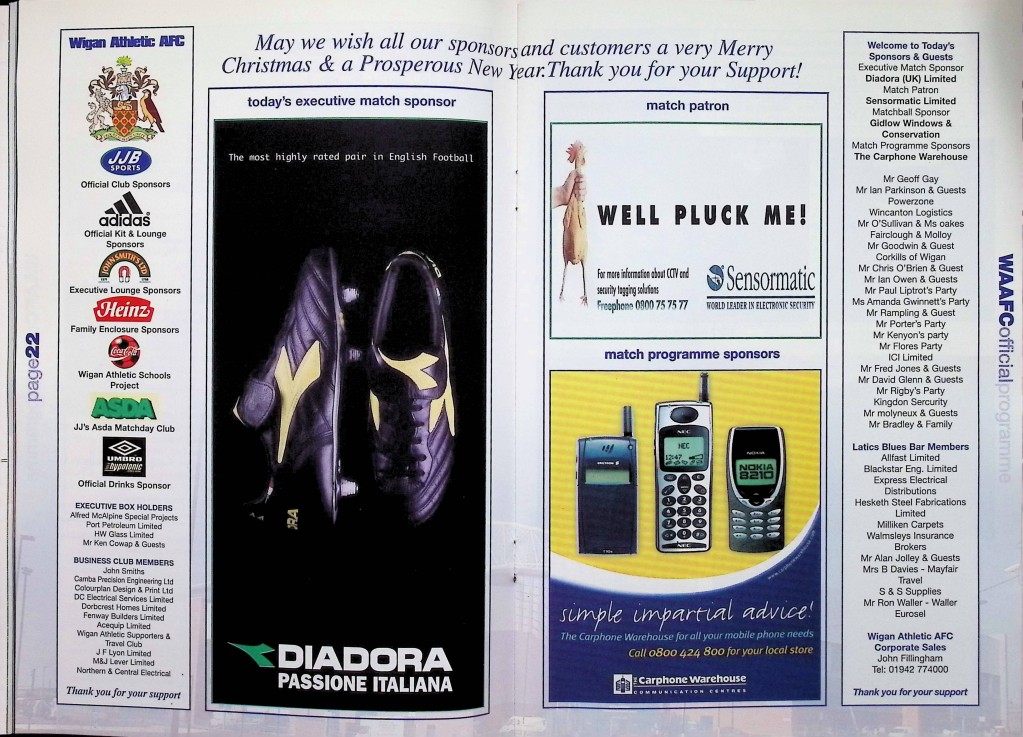 Wigan Athletic AFC
JJB
SPORTS
Official Club Sponsors
adidas
Official Kit & Lounge
Sponsors
JOHN SMITH'S LTD
Executive Lounge Sponsors
Heinz
Family Enclosure Sponsors
Coca-Cola
Wigan Athletic Schools
Project
ASDA
JJ's Asda Matchday Club
UMBRO
hypotonic
Official Drinks Sponsor
EXECUTIVE BOX HOLDERS
Alfred McAlpine Special Projects
Port Petroleum Limited
HW Glass Limited
Mr Ken Cowap & Guests
BUSINESS CLUB MEMBERS
John Smiths
Camba Precision Engineering Ltd
Colourplan Design & Print Ltd
DC Electrical Services Limited
Dorbcrest Homes Limited
Fenway Builders Limited
Acequip Limited
Wigan Athletic Supporters &
Travel Club
J F Lyon Limited
M&J Lever Limited
Northern & Central Electrical
Thank you for your support
page22
May we wish all our sponsors and customers a very Merry
Christmas & a Prosperous New Year.Thank you for your Support!
today's executive match sponsor
The most highly rated pair in English Football
DIADORA
PASSIONE ITALIANA
match patron
WELL PLUCK ME!
For more information about CCTV and
security tagging solutions
Freephone 0800 75 75 77
Sensormatic
WORLD LEADER IN ELECTRONIC SECURITY
match programme sponsors
ERICSSON
T10s
NEC
NEC
12:47
NEC
NOKIA
NOKIA
8210
simple impartial advice!
The Carphone Warehouse for all your mobile phone needs
Call 0800 424 800 for your local store
The Carphone Warehouse
COMMUNICATION CENTRES
Welcome to Today's
Sponsors & Guests
Executive Match Sponsor
Diadora (UK) Limited
Match Patron
Sensormatic Limited
Matchball Sponsor
Gidlow Windows &
Conservation
Match Programme Sponsors
The Carphone Warehouse
Mr Geoff Gay
Mr Ian Parkinson & Guests
Powerzone
Wincanton Logistics
Mr O'Sullivan & Ms oakes
Fairclough & Molloy
Mr Goodwin & Guest
Corkills of Wigan
Mr Chris O'Brien & Guest
Mr Ian Owen & Guests
Mr Paul Liptrot's Party
Ms Amanda Gwinnett's Party
Mr Rampling & Guest
Mr Porter's Party
Mr Kenyon's party
Mr Flores party
ICI Limited
Mr Fred Jones & Guests
Mr David Glenn & Guests
Mr Rigby's Party
Kingdon Sercurity
Mr molyneux & Guests
Mr Bradley & Family
Latics Blues Bar Members
Allfast Limited
Blackstar Eng. Limited
Express Electrical
Distributions
Hesketh Steel Fabrications
Limited
Milliken Carpets
Walmsleys Insurance
Brokers
Mr Alan Jolley & Guests
Mrs B Davies - Mayfair
Travel
S & S Supplies
Mr Ron Waller - Waller
Eurosel
Wigan Athletic AFC
Corporate Sales
John Fillingham
Tel: 01942 774000
Thank you for your support
WAAFCofficialprogramme